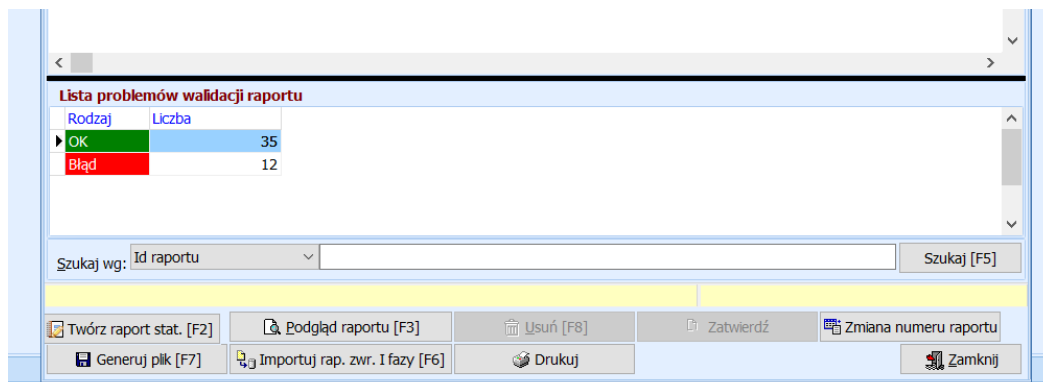 Lista problemów walidacji raportu
Rodzaj Liczba
OK 35
Błąd 12
Szukaj wg: Id raportu Szukaj [F5]
Twórz raport stat. [F2] Podgląd raportu [F3] Usuń [F8] Zatwierdź Zmiana numeru raportu
Generuj plik [F7] Importuj rap. zwr. I fazy [F6] Drukuj Zamknij